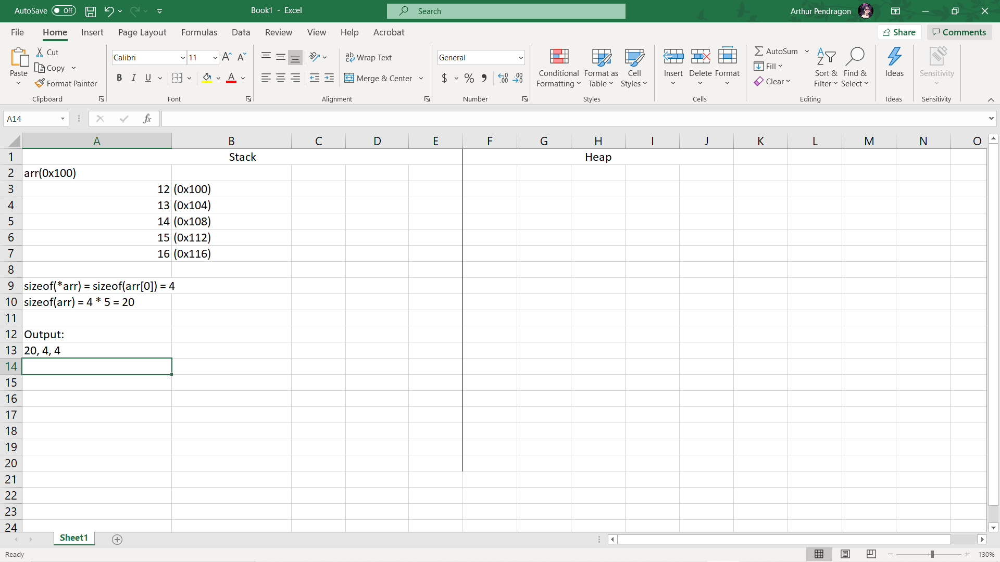 AutoSave Off
Book1 - Excel
Search
Arthur Pendragon
File Home Insert Page Layout Formulas Data Review View Help Acrobat
Share Comments
Paste
Cut
Copy
Format Painter
Clipboard
Calibri 11
B I U
Font
Wrap Text
Merge & Center
Alignment
General
$ % 9
Number
Conditional Formatting
Format as Table
Cell Styles
Styles
Insert Delete Format
Cells
AutoSum
Fill
Clear
Sort & Filter
Find & Select
Editing
Ideas
Ideas
Sensitivity
Sensitivity
A14
fx
A B C D E F G H I J K L M N O
1 Stack Heap
2 arr(0x100)
3 12 (0x100)
4 13 (0x104)
5 14 (0x108)
6 15 (0x112)
7 16 (0x116)
8
9 sizeof(*arr) = sizeof(arr[0]) = 4
10 sizeof(arr) = 4 * 5 = 20
11
12 Output:
13 20, 4, 4
14
15
16
17
18
19
20
21
22
23
24
Sheet1
Ready
130%